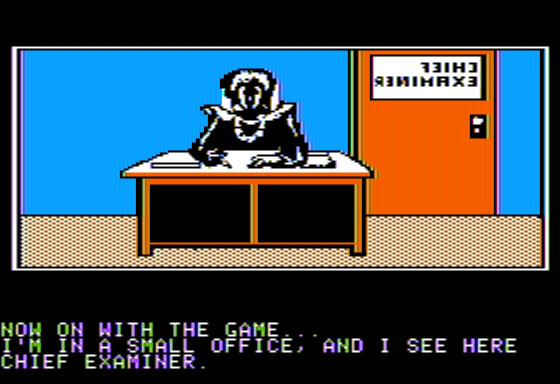 CHIEF
EXAMINER
NOW ON WITH THE GAME...
I'M IN A SMALL OFFICE, AND I SEE HERE
CHIEF EXAMINER.